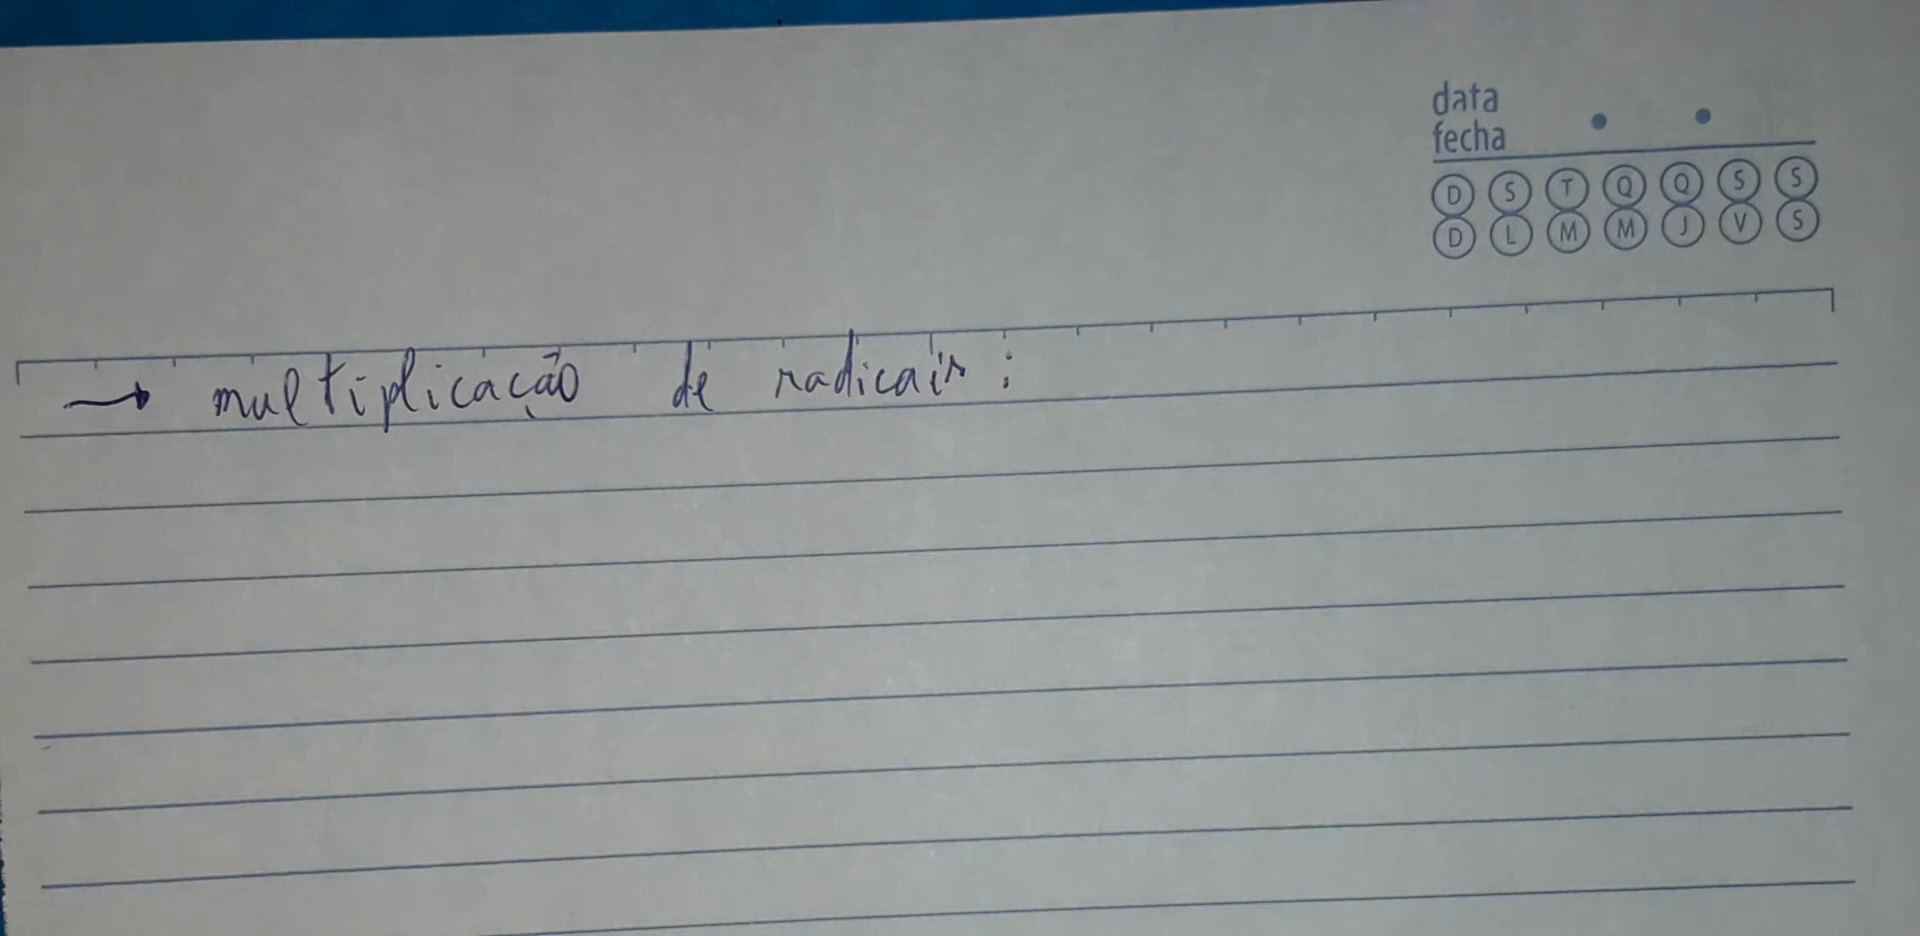 data
fecha
D S T Q Q S S
D L M M J V S
→ multiplicação de radicais :